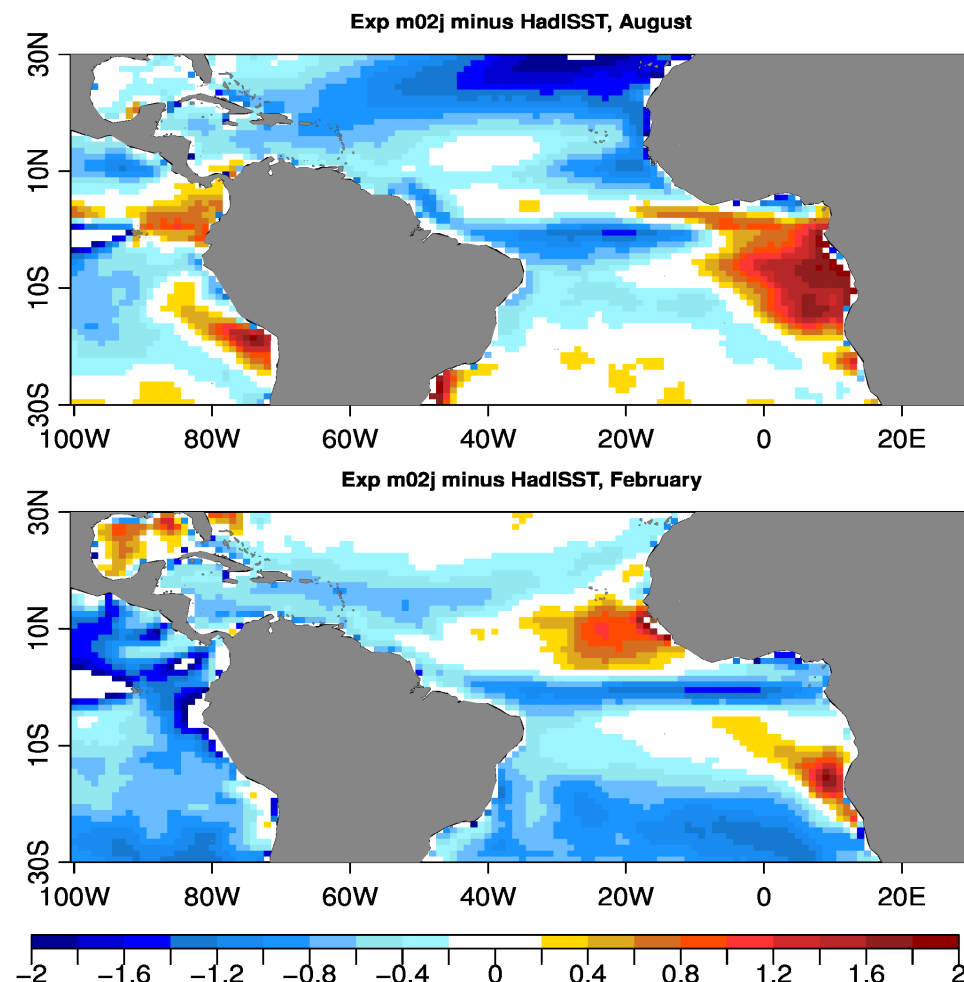 Exp m02j minus HadISST, August
30N
10N
10S
30S
100W 80W 60W 40W 20W 0 20E
Exp m02j minus HadISST, February
30N
10N
10S
30S
100W 80W 60W 40W 20W 0 20E
−2 −1.6 −1.2 −0.8 −0.4 0 0.4 0.8 1.2 1.6 2